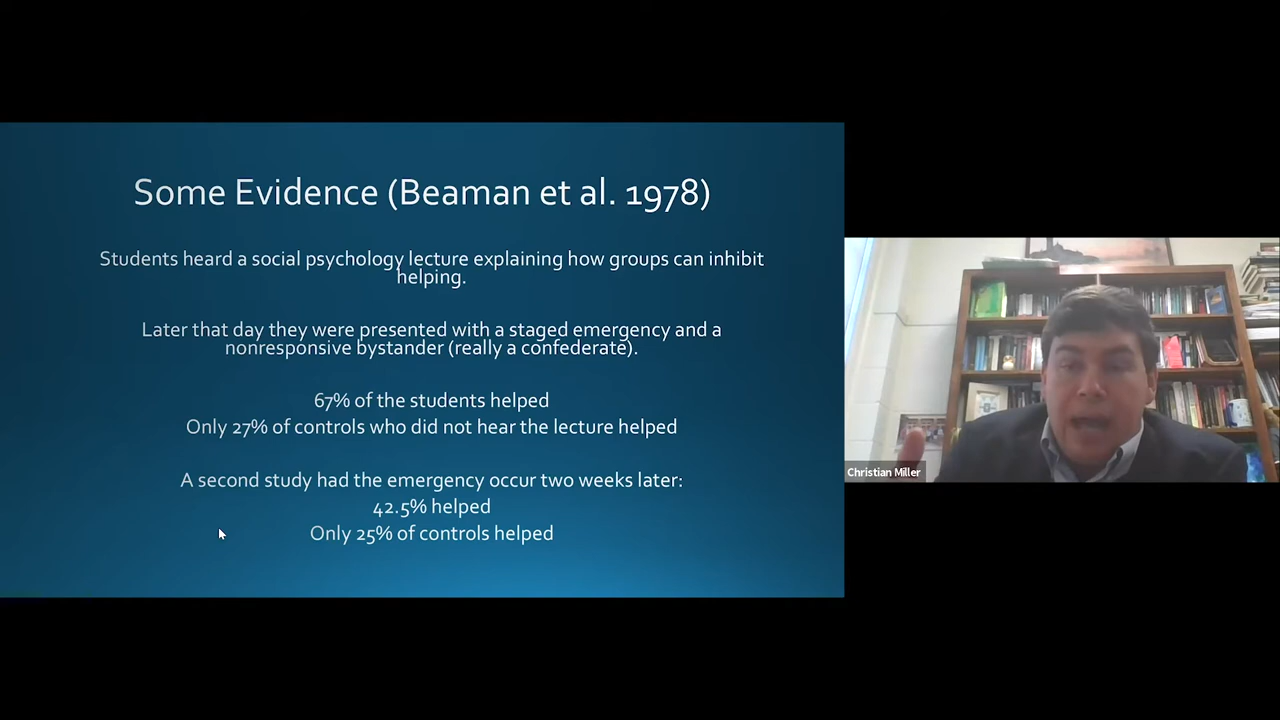 Some Evidence (Beaman et al. 1978)
Students heard a social psychology lecture explaining how groups can inhibit
helping.
Later that day they were presented with a staged emergency and a
nonresponsive bystander (really a confederate).
67% of the students helped
Only 27% of controls who did not hear the lecture helped
A second study had the emergency occur two weeks later:
42.5% helped
Only 25% of controls helped
Christian Miller